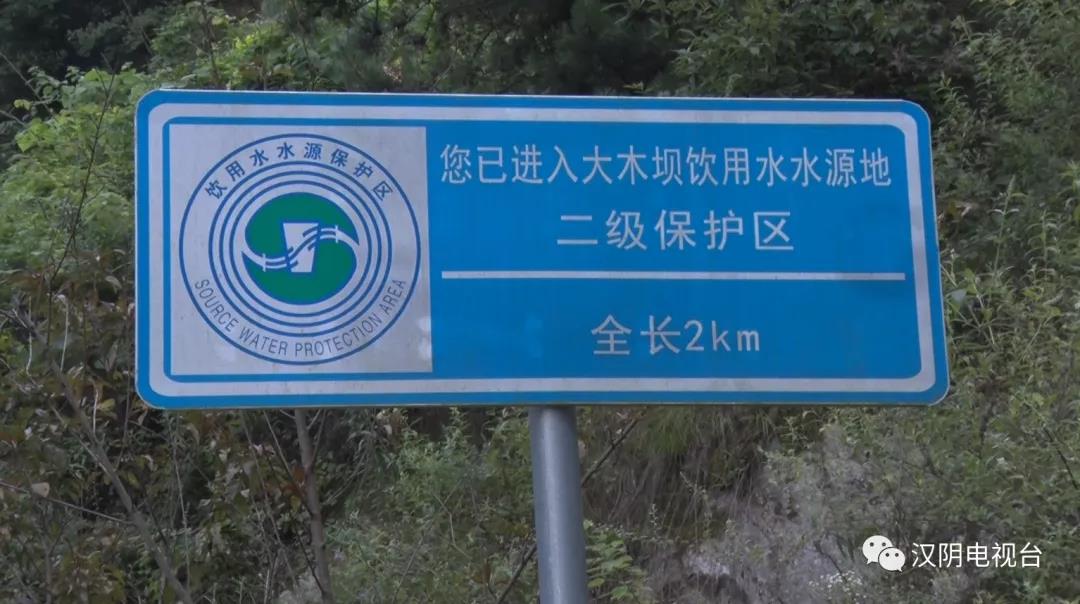 饮用水水源保护区
SOURCE WATER PROTECTION AREA
您已进入大木坝饮用水水源地
二级保护区
全长2km
汉阴电视台